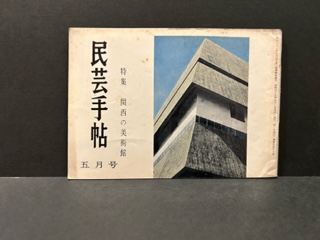 民芸手帖
特集　関西の美術館
五月号